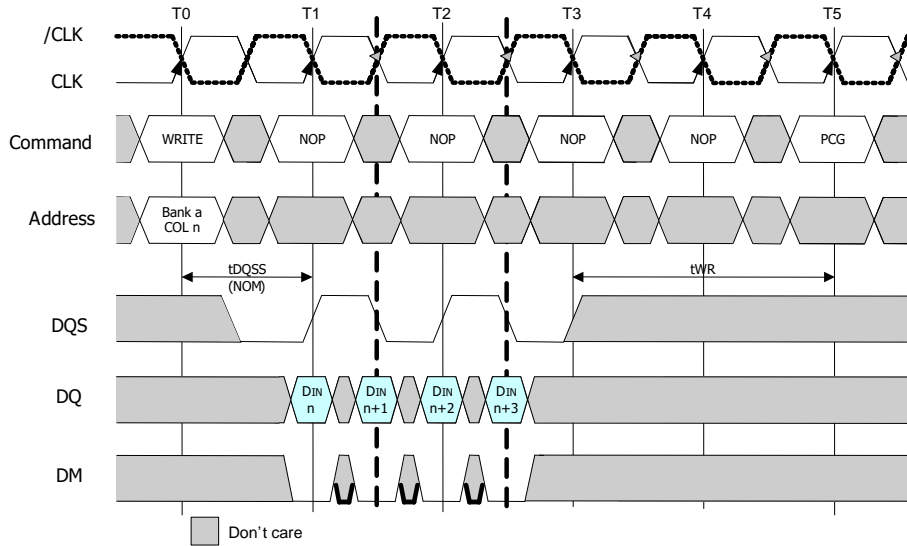 T0 T1 T2 T3 T4 T5
/CLK
CLK
Command WRITE NOP NOP NOP NOP PCG
Address Bank a
COL n
tDQSS
(NOM)
tWR
DQS
DQ DIN
n
DIN
n+1
DIN
n+2
DIN
n+3
DM
Don't care